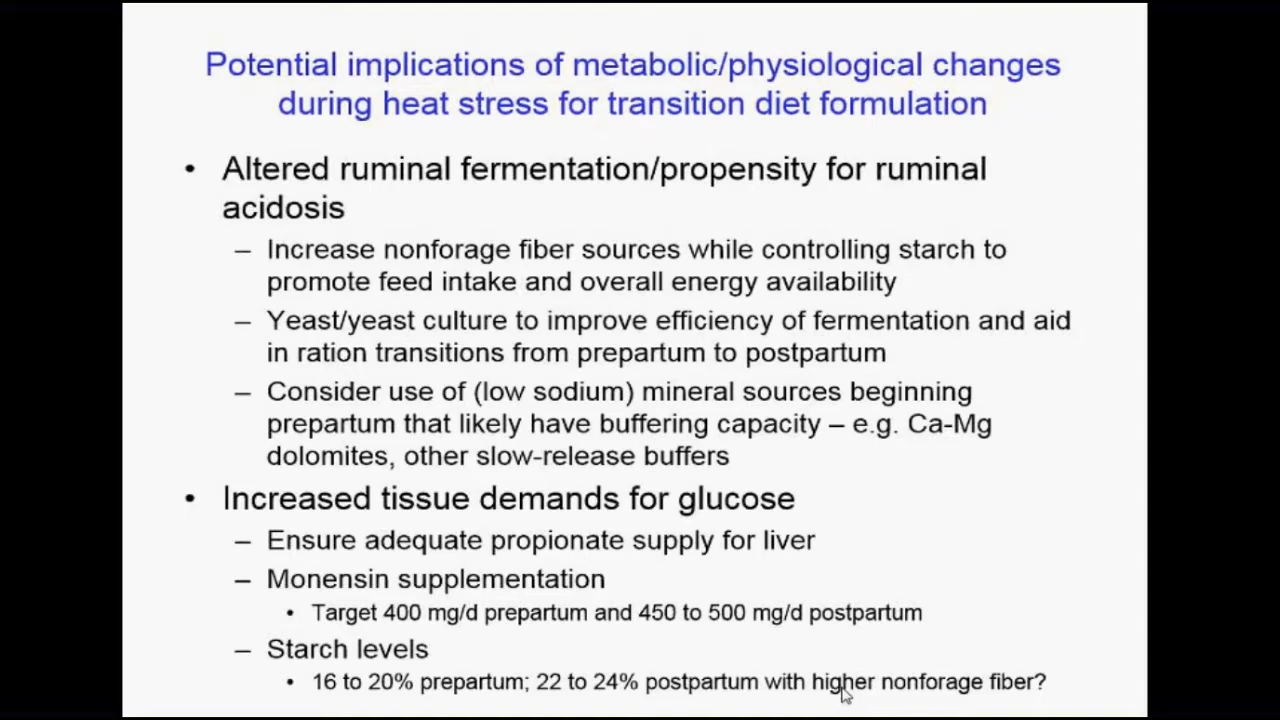 Potential implications of metabolic/physiological changes
during heat stress for transition diet formulation
• Altered ruminal fermentation/propensity for ruminal
acidosis
– Increase nonforage fiber sources while controlling starch to
promote feed intake and overall energy availability
– Yeast/yeast culture to improve efficiency of fermentation and aid
in ration transitions from prepartum to postpartum
– Consider use of (low sodium) mineral sources beginning
prepartum that likely have buffering capacity – e.g. Ca-Mg
dolomites, other slow-release buffers
• Increased tissue demands for glucose
– Ensure adequate propionate supply for liver
– Monensin supplementation
• Target 400 mg/d prepartum and 450 to 500 mg/d postpartum
– Starch levels
• 16 to 20% prepartum; 22 to 24% postpartum with higher nonforage fiber?